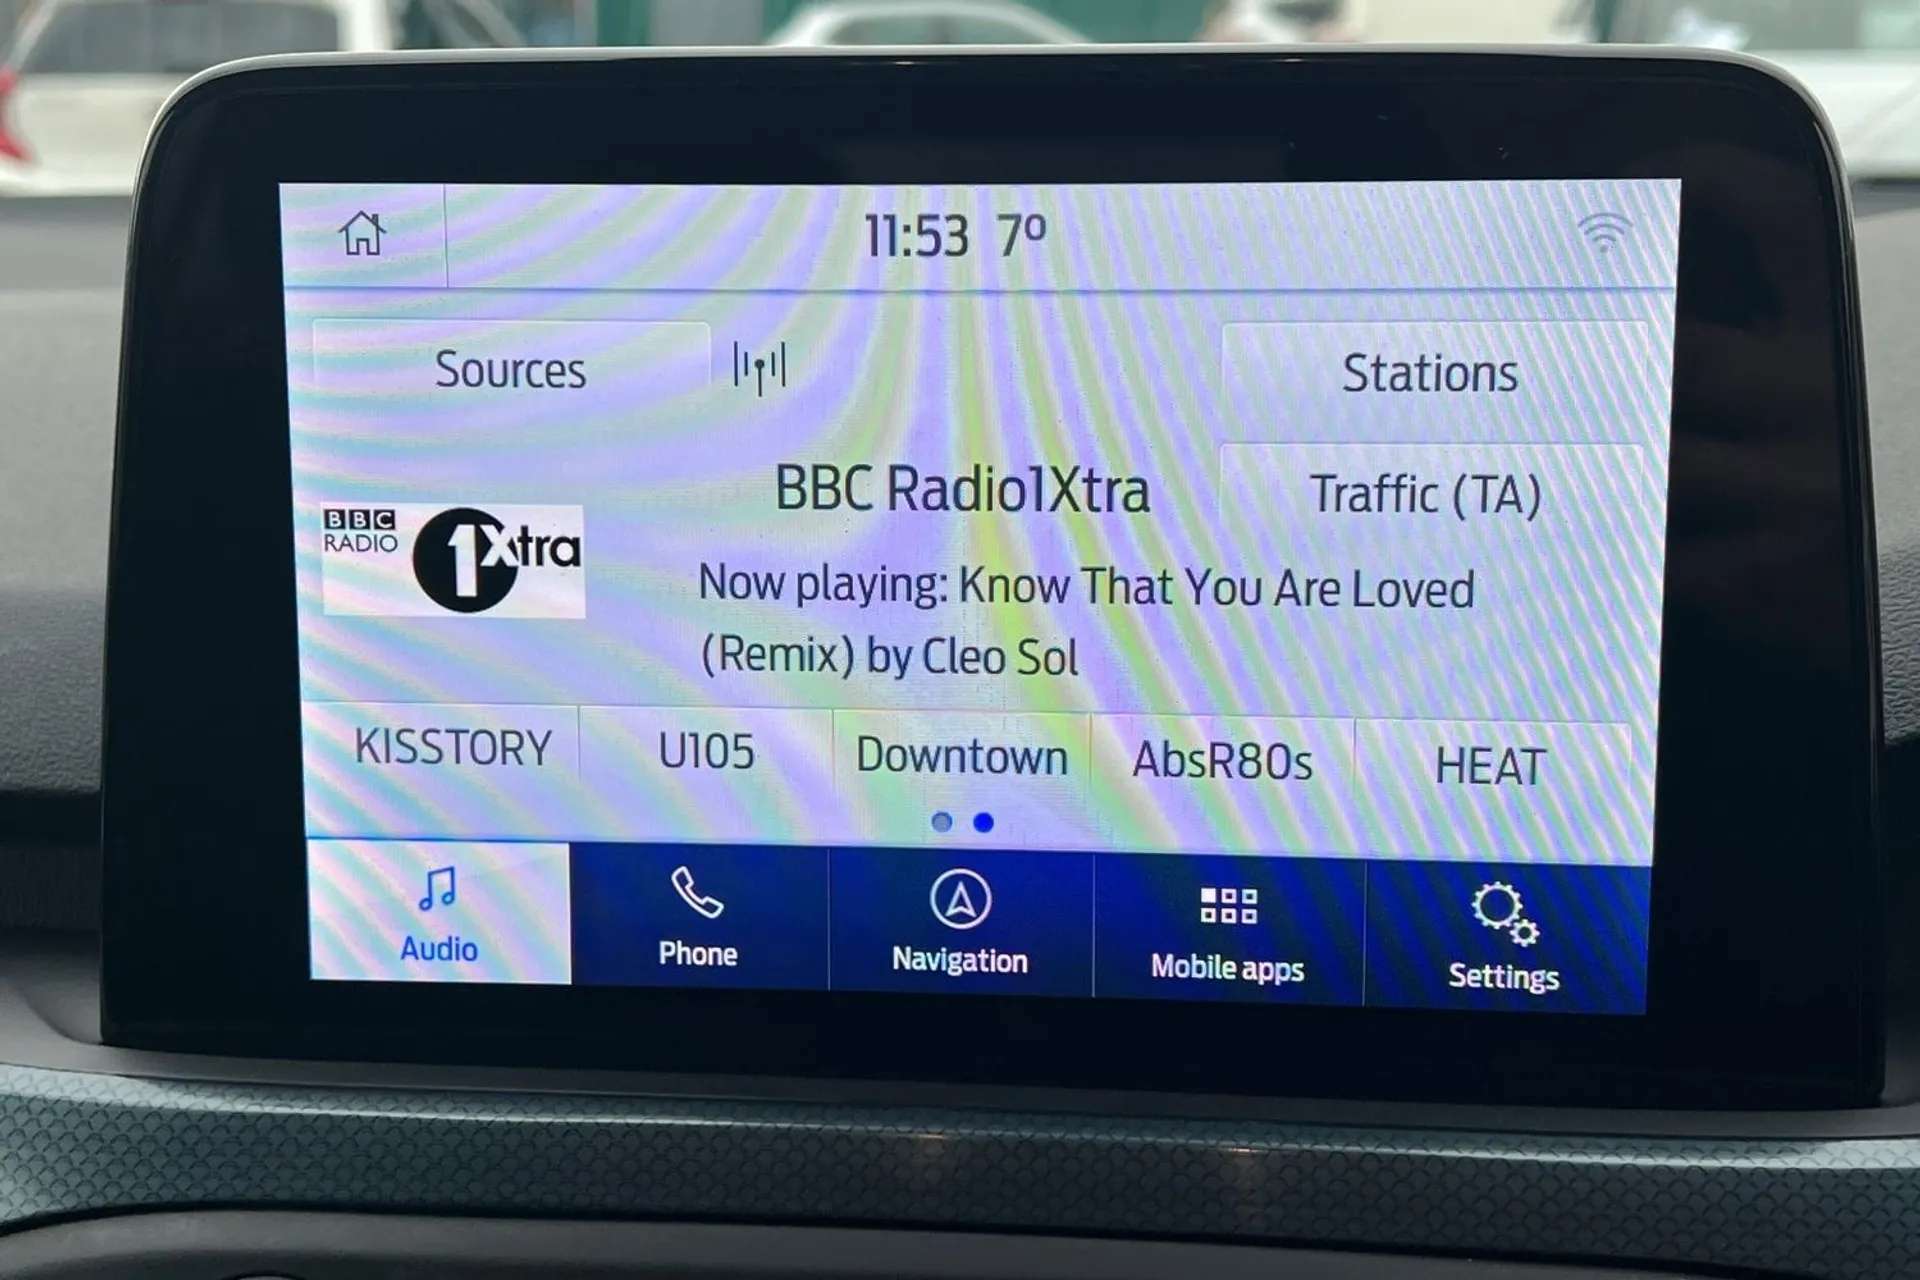 11:53 7°
Sources
Stations
BBC Radio1Xtra
Traffic (TA)
BBC
RADIO
1Xtra
Now playing: Know That You Are Loved
(Remix) by Cleo Sol
KISSTORY U105 Downtown AbsR80s HEAT
Audio Phone Navigation Mobile apps Settings